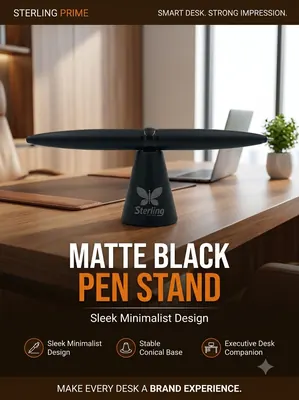 STERLING PRIME
SMART DESK. STRONG IMPRESSION.
Sterling
MATTE BLACK
PEN STAND
Sleek Minimalist Design
Sleek Minimalist
Design
Stable
Conical Base
Executive Desk
Companion
MAKE EVERY DESK A BRAND EXPERIENCE.